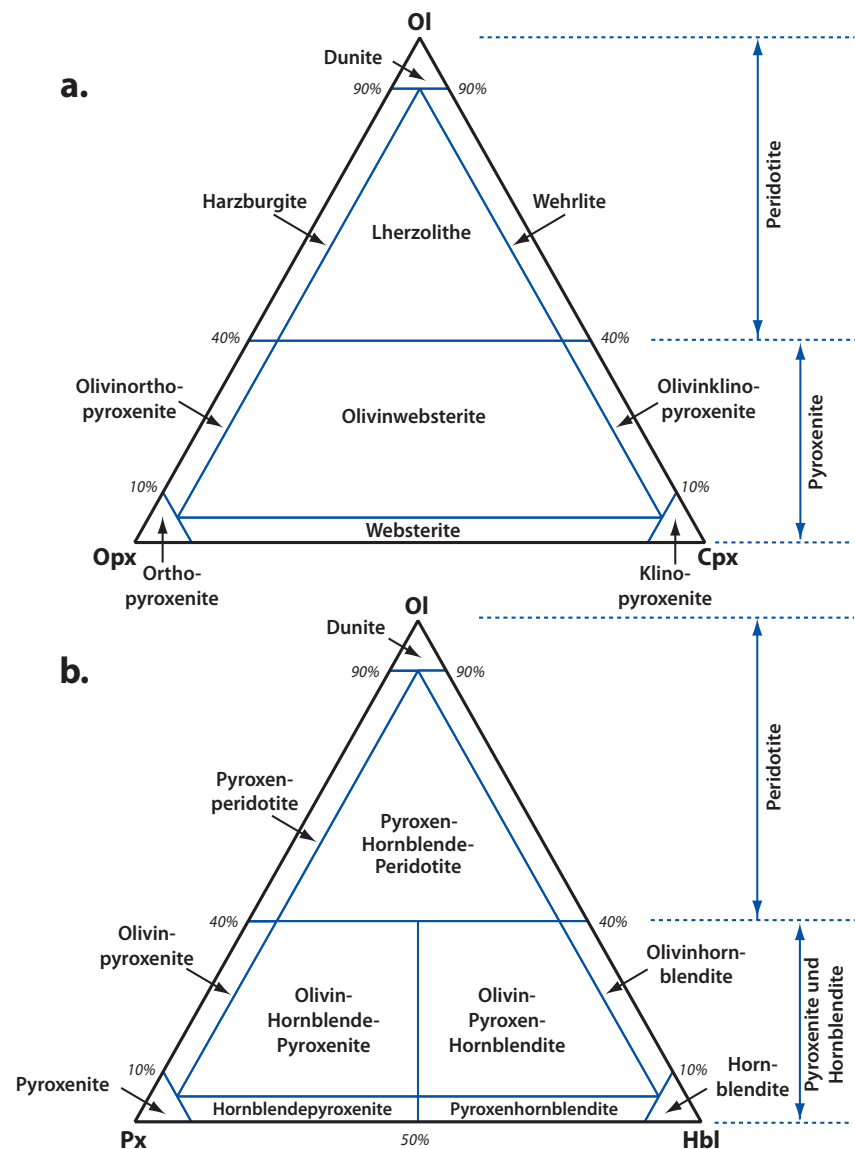 Ol
Dunite
a.
90%
90%
Harzburgite
Wehrlite
Lherzolithe
Peridotite
40%
40%
Olivinortho-
pyroxenite
Olivinklino-
pyroxenite
Olivinwebsterite
Pyroxenite
10%
10%
Websterite
Opx
Cpx
Ortho-
pyroxenite
Klino-
pyroxenite
Ol
Dunite
b.
90%
90%
Peridotite
Pyroxen-
peridotite
Pyroxen-
Hornblende-
Peridotite
40%
40%
Olivin-
pyroxenite
Olivinhorn-
blendite
Olivin-
Hornblende-
Pyroxenite
Olivin-
Pyroxen-
Hornblendite
Pyroxenite und
Hornblendite
10%
10%
Pyroxenite
Horn-
blendite
Hornblendepyroxenite
Pyroxenhornblendite
Px
50%
Hbl